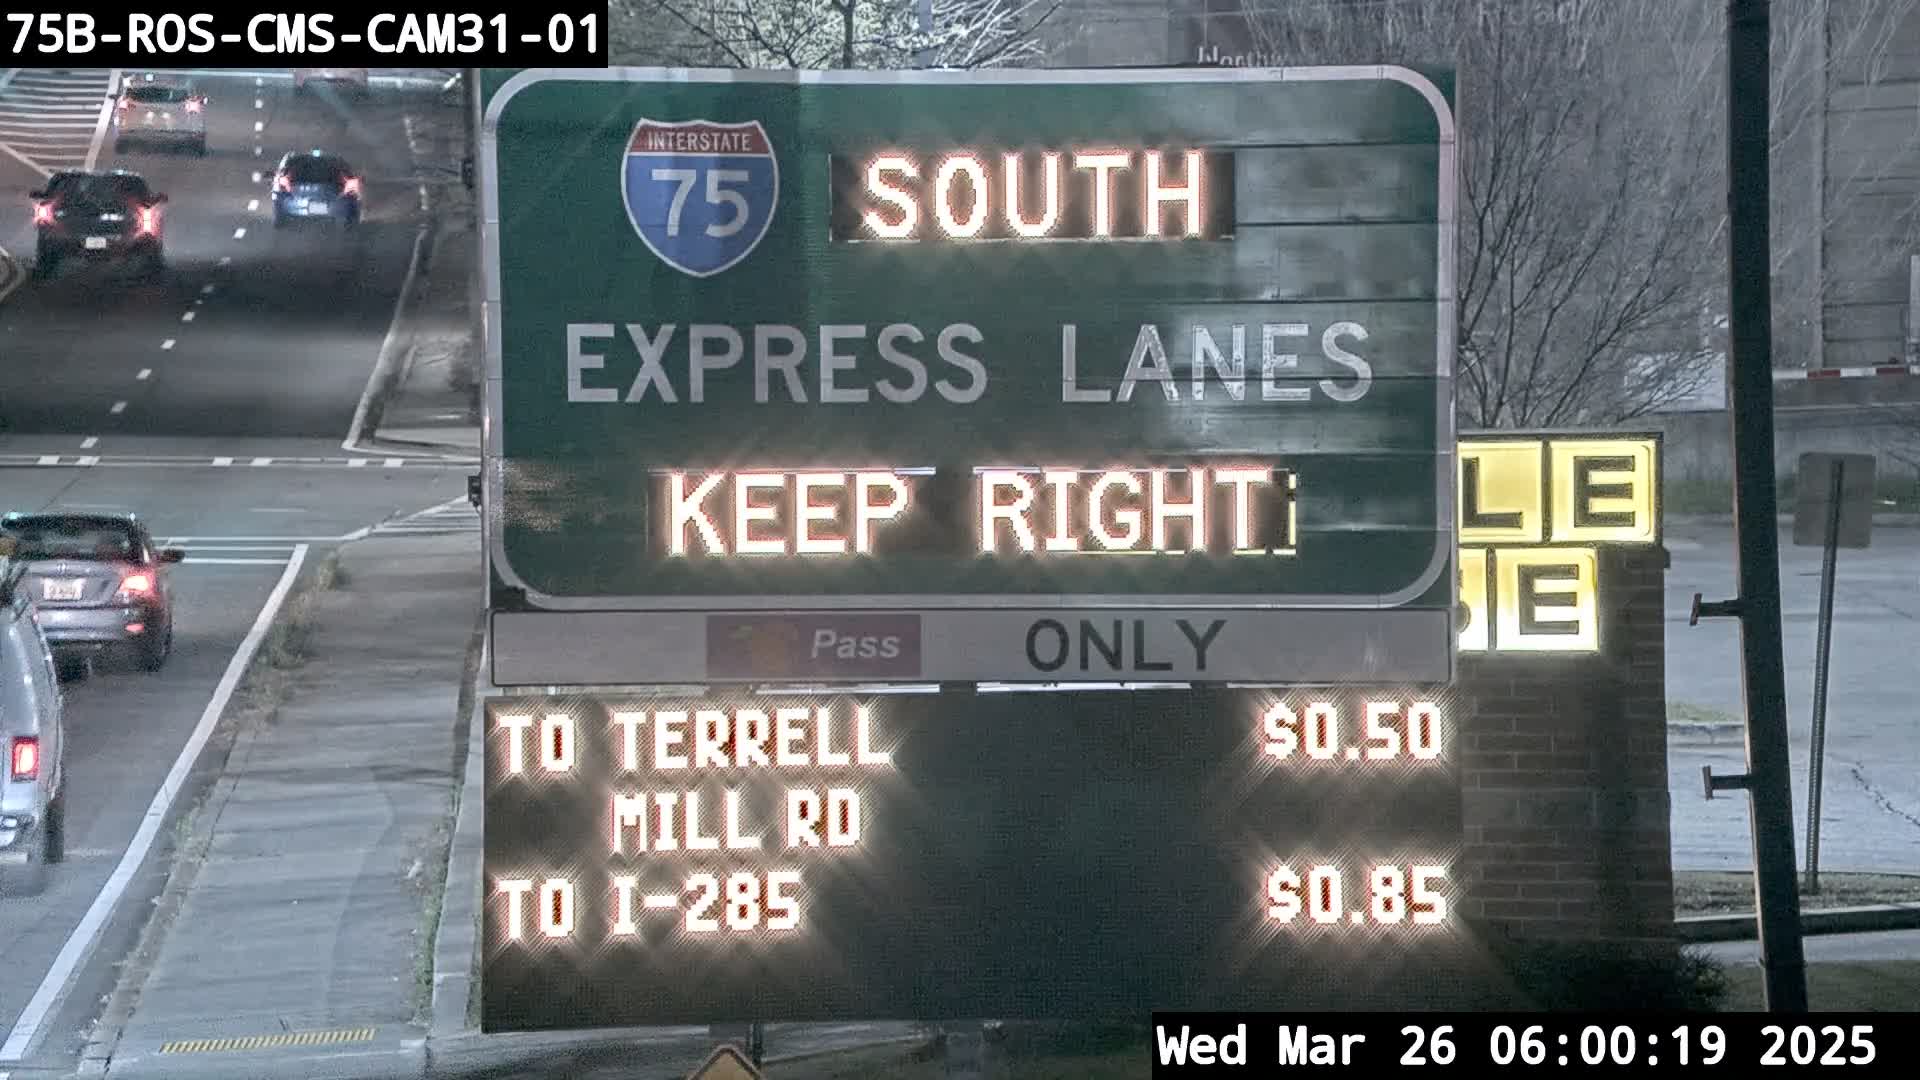 75B-ROS-CMS-CAM31-01
INTERSTATE
75
SOUTH
EXPRESS LANES
KEEP RIGHT
Pass ONLY
TO TERRELL $0.50
MILL RD
TO I-285 $0.85
LE
E
Wed Mar 26 06:00:19 2025